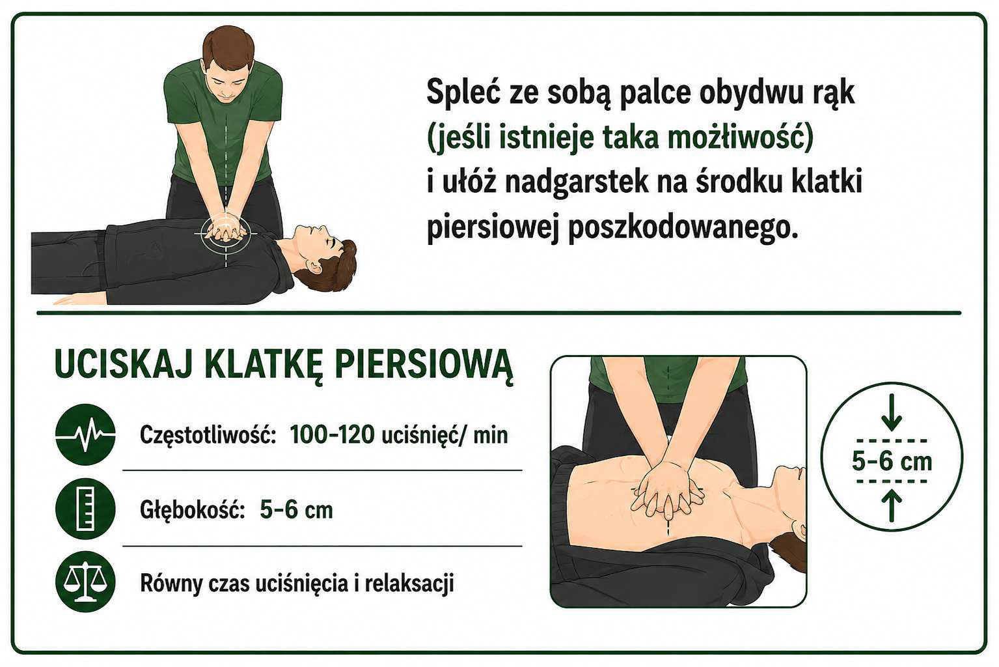 Spleć ze sobą palce obydwu rąk
(jeśli istnieje taka możłiwość)
i ułóż nadgarstek na środku klatki
piersiowej poszkodowanego.
UCISKAJ KLATKĘ PIERSIOWĄ
Częstotliwość: 100-120 uciśnięć/ min
Głębokość: 5-6 cm
Równy czas uciśnięcia i relaksacji
5-6 cm